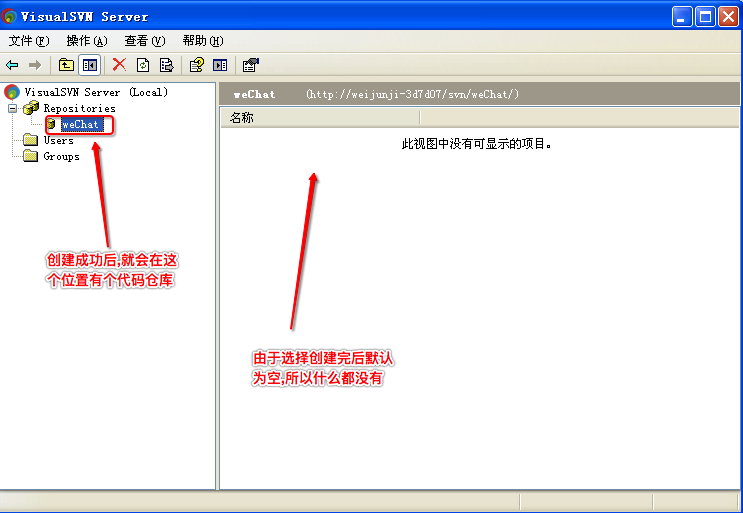 VisualSVN Server
文件(F) 操作(A) 查看(V) 帮助(H)
VisualSVN Server (Local)
Repositories
weChat
Users
Groups
weChat (http://weijunji-3d7d07/svn/weChat/)
名称
此视图中没有可显示的项目。
创建成功后,就会在这
个位置有个代码仓库
由于选择创建完后默认
为空,所以什么都没有